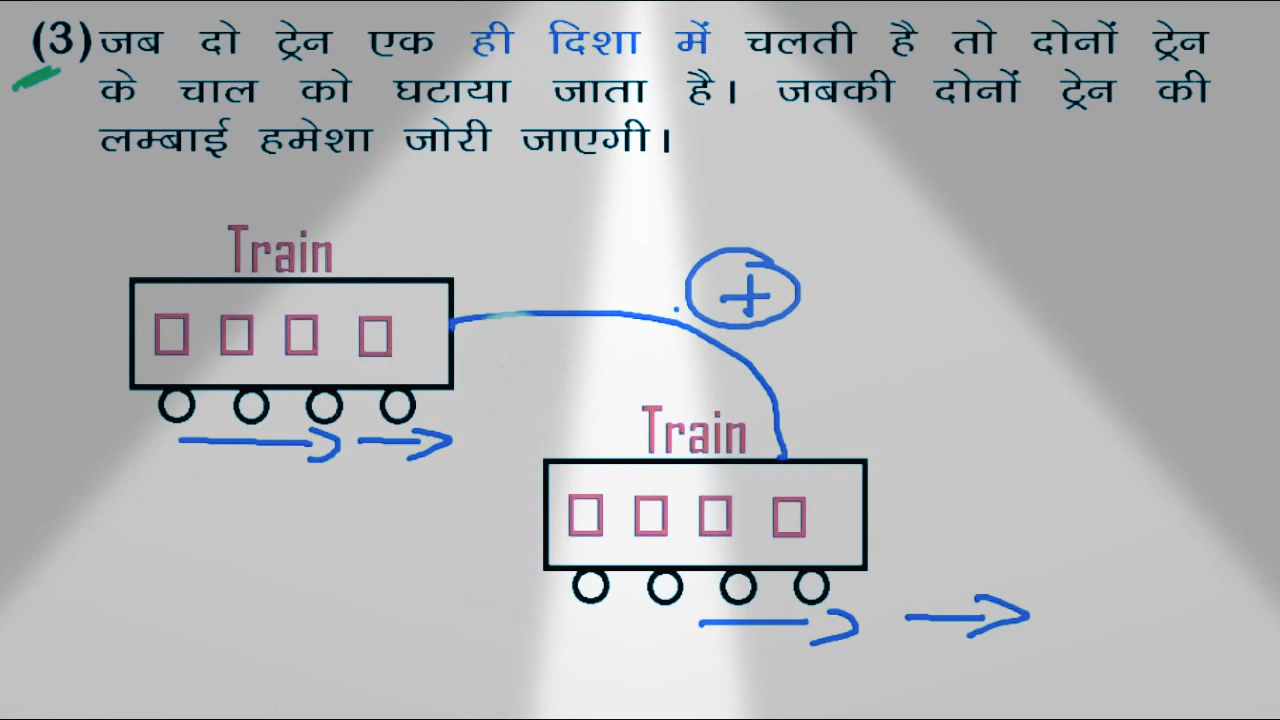 (3) जब दो ट्रेन एक ही दिशा में चलती है तो दोनों ट्रेन
के चाल को घटाया जाता है। जबकी दोनों ट्रेन की
लम्बाई हमेशा जोरी जाएगी।
Train
+
Train